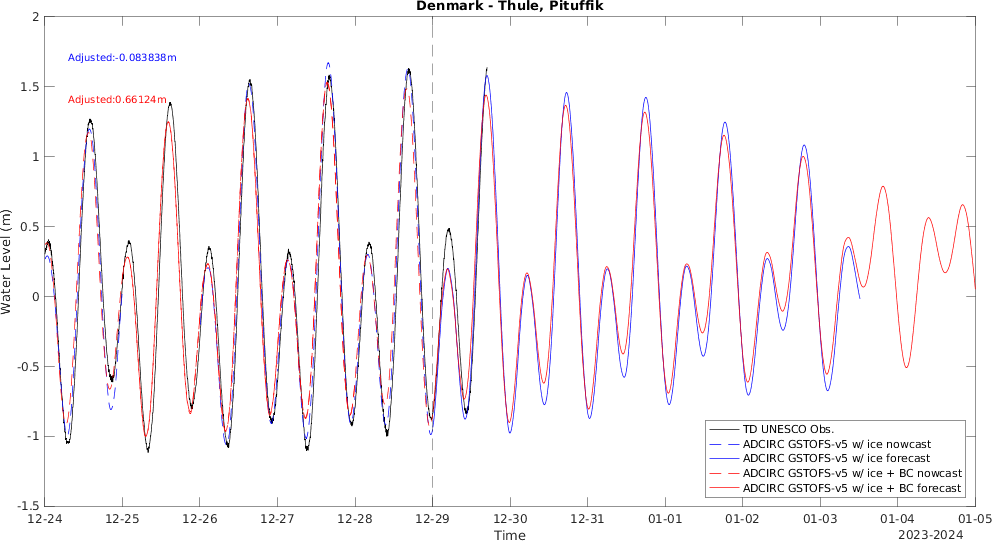 Denmark - Thule, Pituffik
Adjusted:-0.083838m
Adjusted:0.66124m
Water Level (m)
2
1.5
1
0.5
0
-0.5
-1
-1.5
TD UNESCO Obs.
ADCIRC GSTOFS-v5 w/ ice nowcast
ADCIRC GSTOFS-v5 w/ ice forecast
ADCIRC GSTOFS-v5 w/ ice + BC nowcast
ADCIRC GSTOFS-v5 w/ ice + BC forecast
12-24 12-25 12-26 12-27 12-28 12-29 12-30 12-31 01-01 01-02 01-03 01-04 01-05
Time
2023-2024